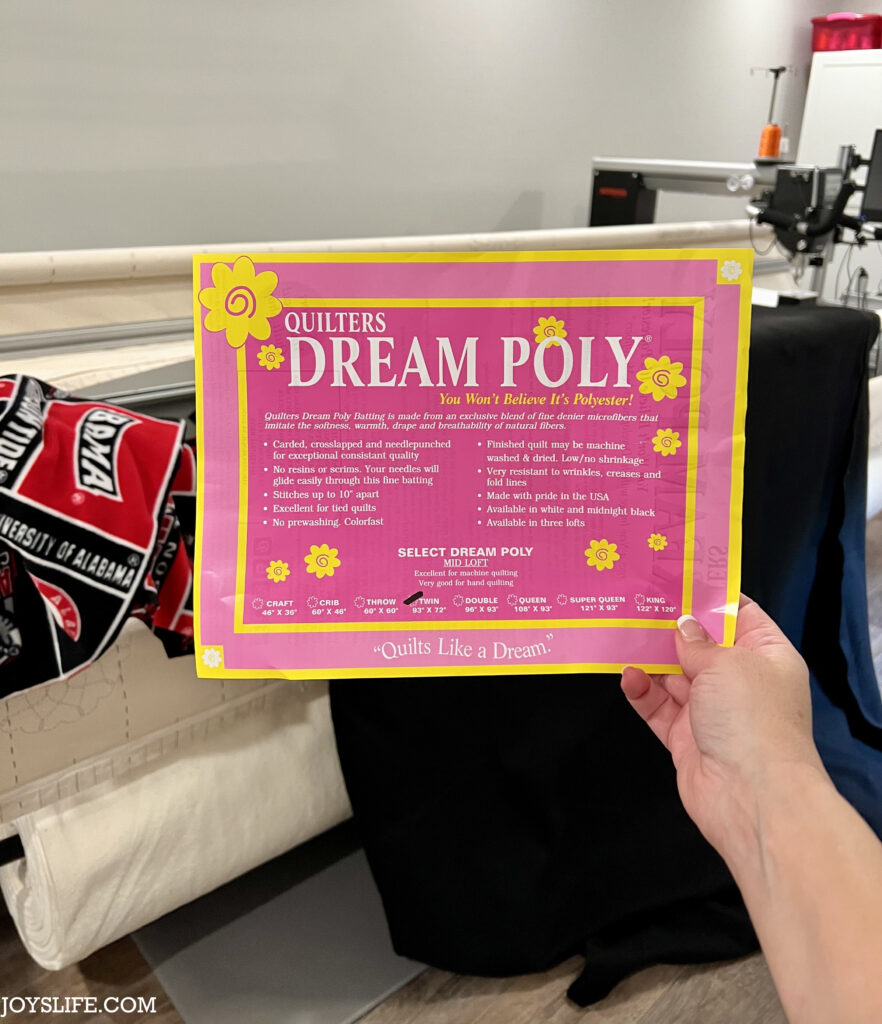 QUILTERS
DREAM POLY®
You Won't Believe It's Polyester!
Quilters Dream Poly Batting is made from an exclusive blend of fine denier microfibers that
imitate the softness, warmth, drape and breathability of natural fibers.
• Carded, crosslapped and needlepunched
for exceptional consistant quality
• No resins or scrims. Your needles will
glide easily through this fine batting
• Stitches up to 10" apart
• Excellent for tied quilts
• No prewashing. Colorfast
• Finished quilt may be machine
washed & dried. Low/no shrinkage
• Very resistant to wrinkles, creases and
fold lines
• Made with pride in the USA
• Available in white and midnight black
• Available in three lofts
SELECT DREAM POLY
MID LOFT
Excellent for machine quilting
Very good for hand quilting
CRAFT CRIB THROW TWIN DOUBLE QUEEN SUPER QUEEN KING
46" X 36" 60" X 46" 60" X 60" 93" X 72" 96" X 93" 108" X 93" 121" X 93" 122" X 120"
"Quilts Like a Dream."
BAMA
TIDE
UNIVERSITY OF ALABAMA
JOYSLIFE.COM